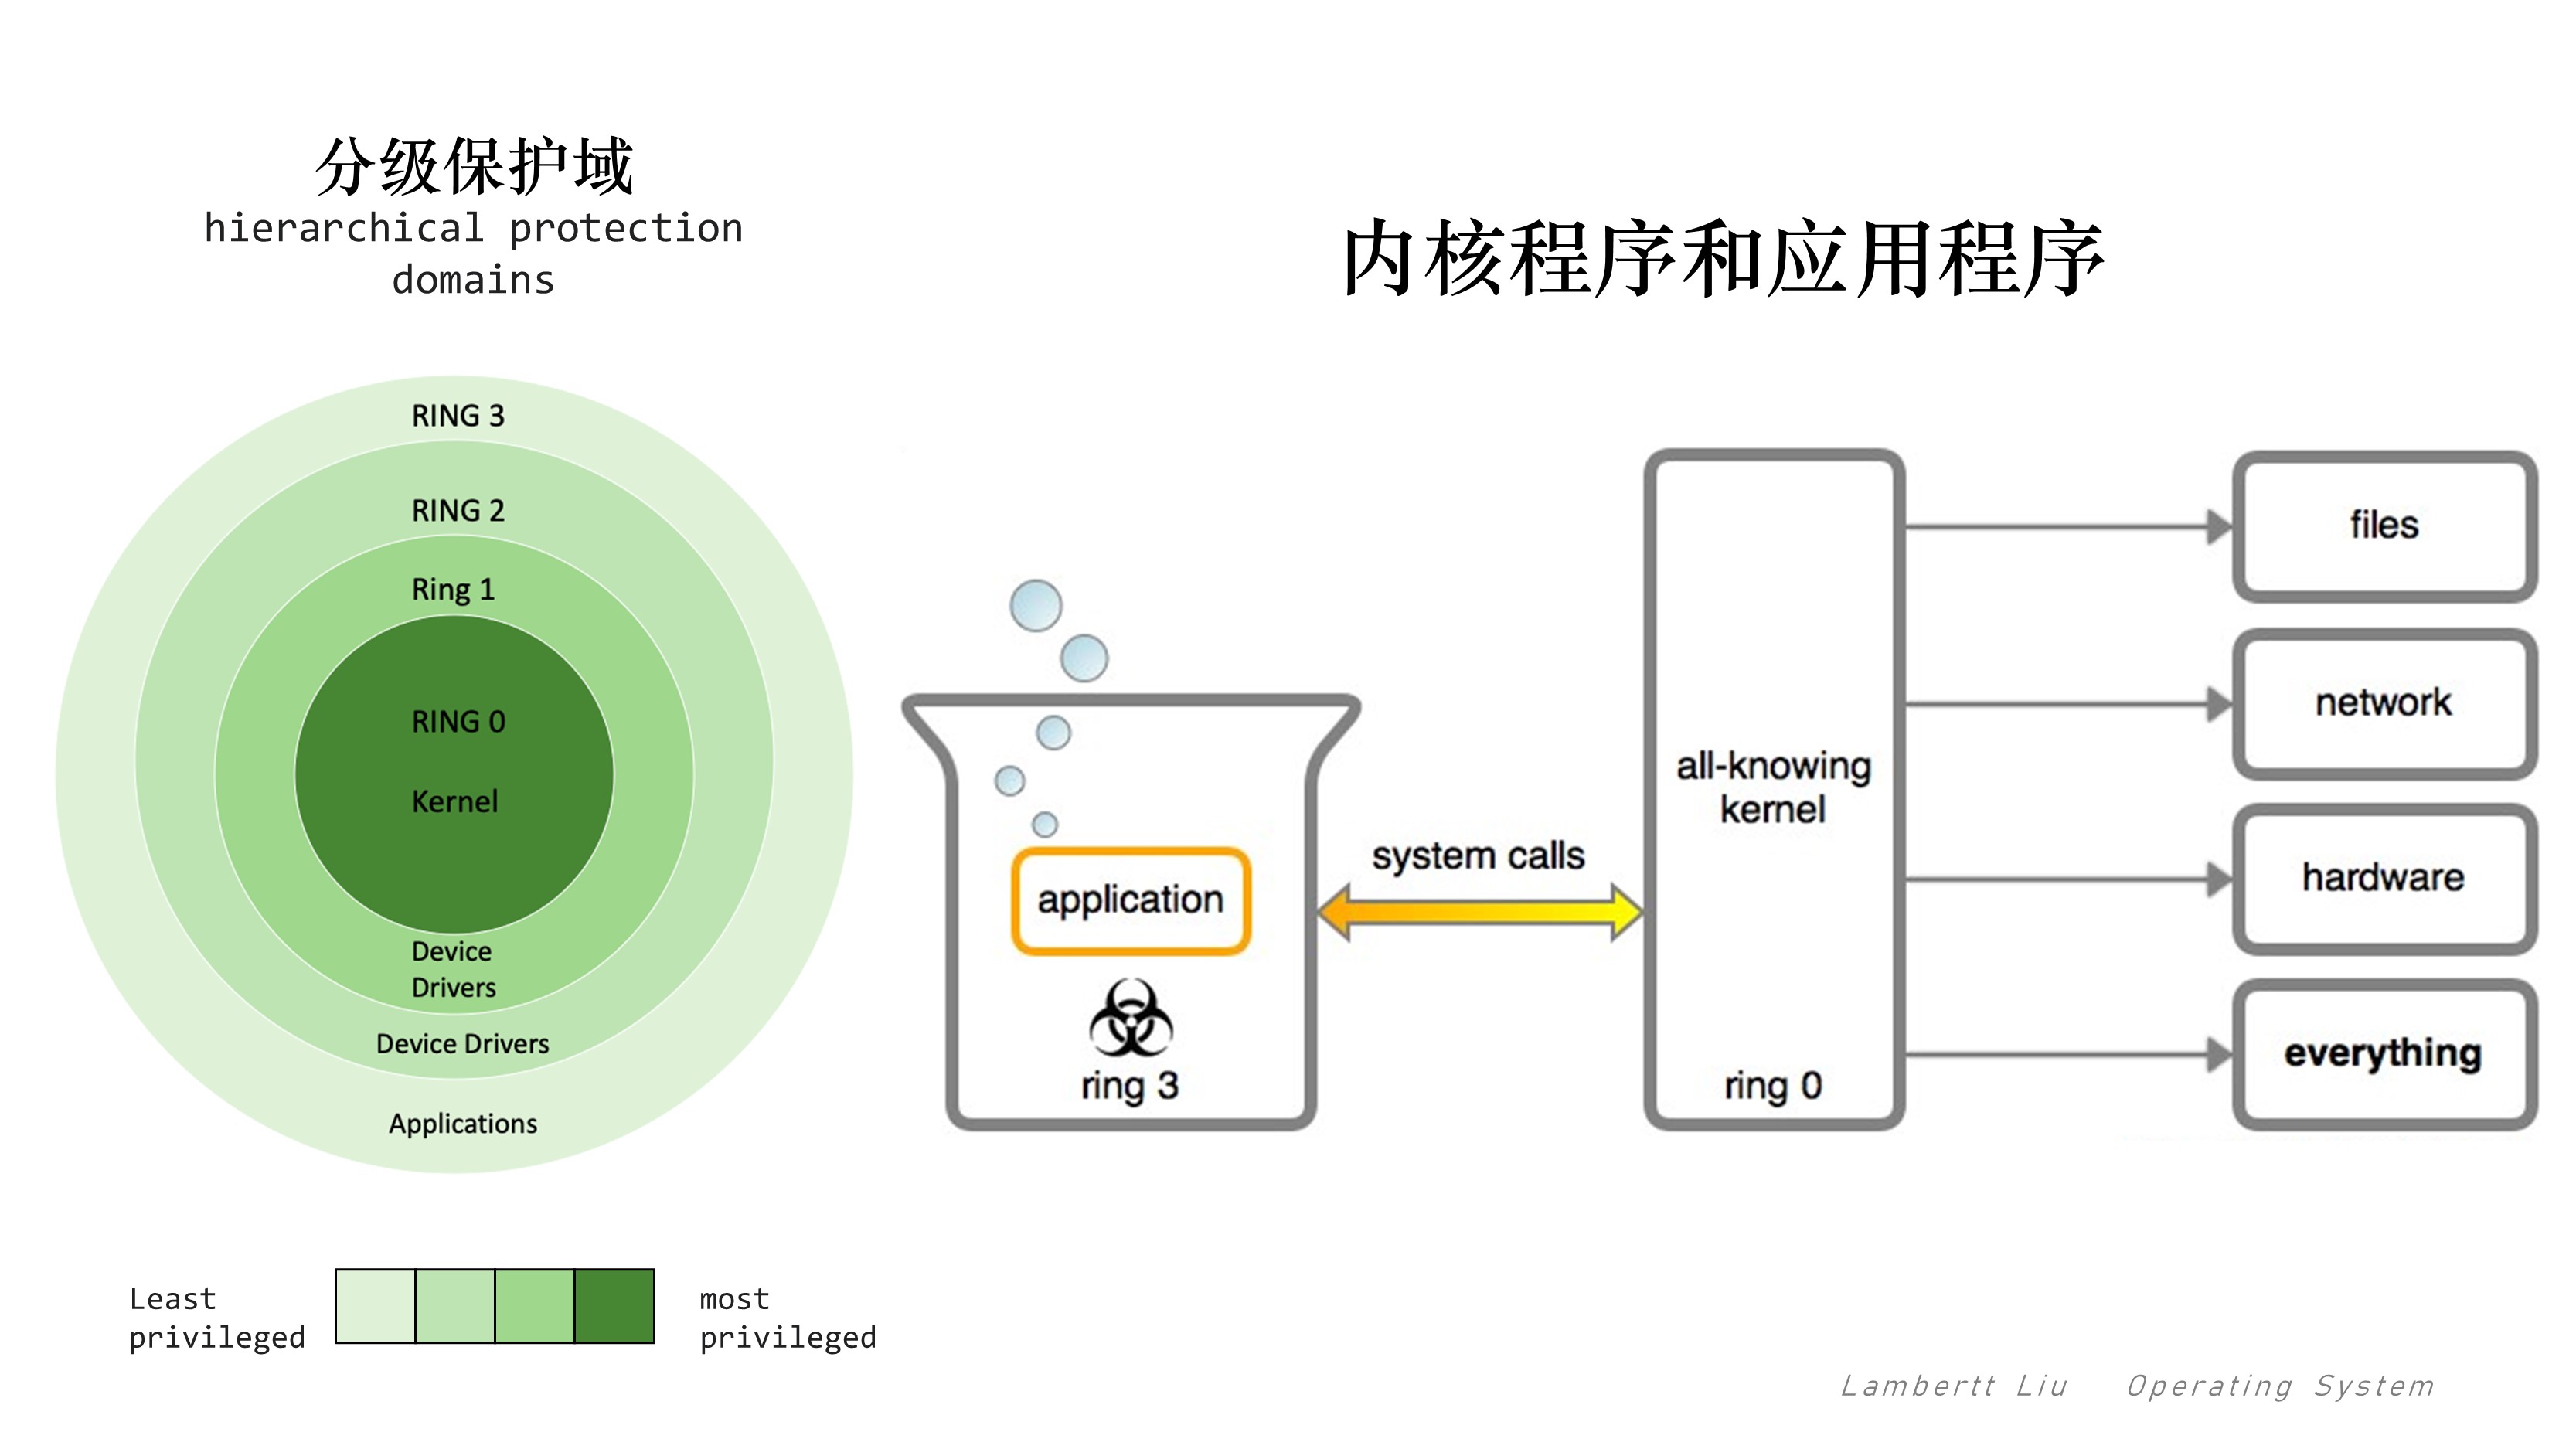 分级保护域
hierarchical protection
domains
RING 3
RING 2
Ring 1
RING 0
Kernel
Device
Drivers
Device Drivers
Applications
Least
privileged
most
privileged
内核程序和应用程序
application
ring 3
system calls
all-knowing
kernel
ring 0
files
network
hardware
everything
Lambertt Liu Operating System